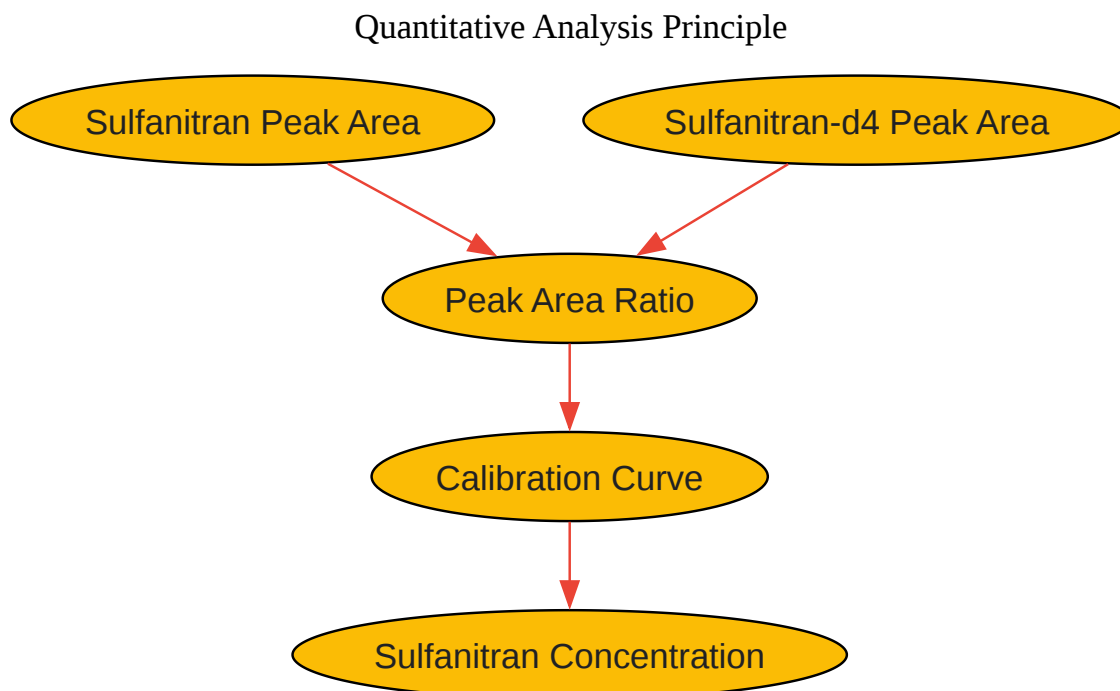 Quantitative Analysis Principle
Sulfanitran Peak Area
Sulfanitran-d4 Peak Area
Peak Area Ratio
Calibration Curve
Sulfanitran Concentration